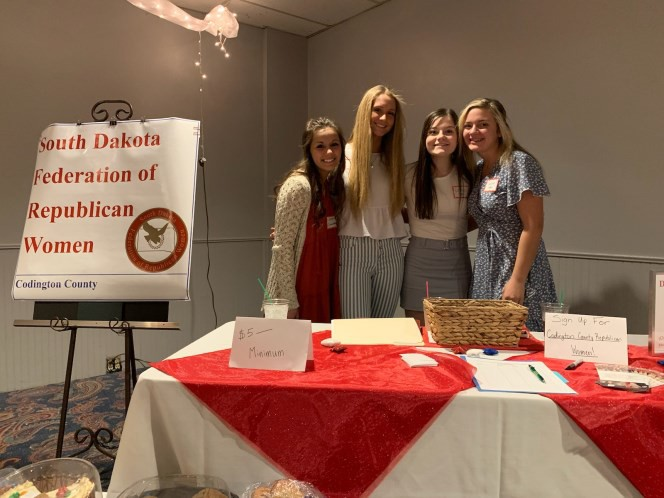 South Dakota
Federation of
Republican
Women
Codington County
$5 —
Minimum
Sign Up For
Codington County Republican
Women!